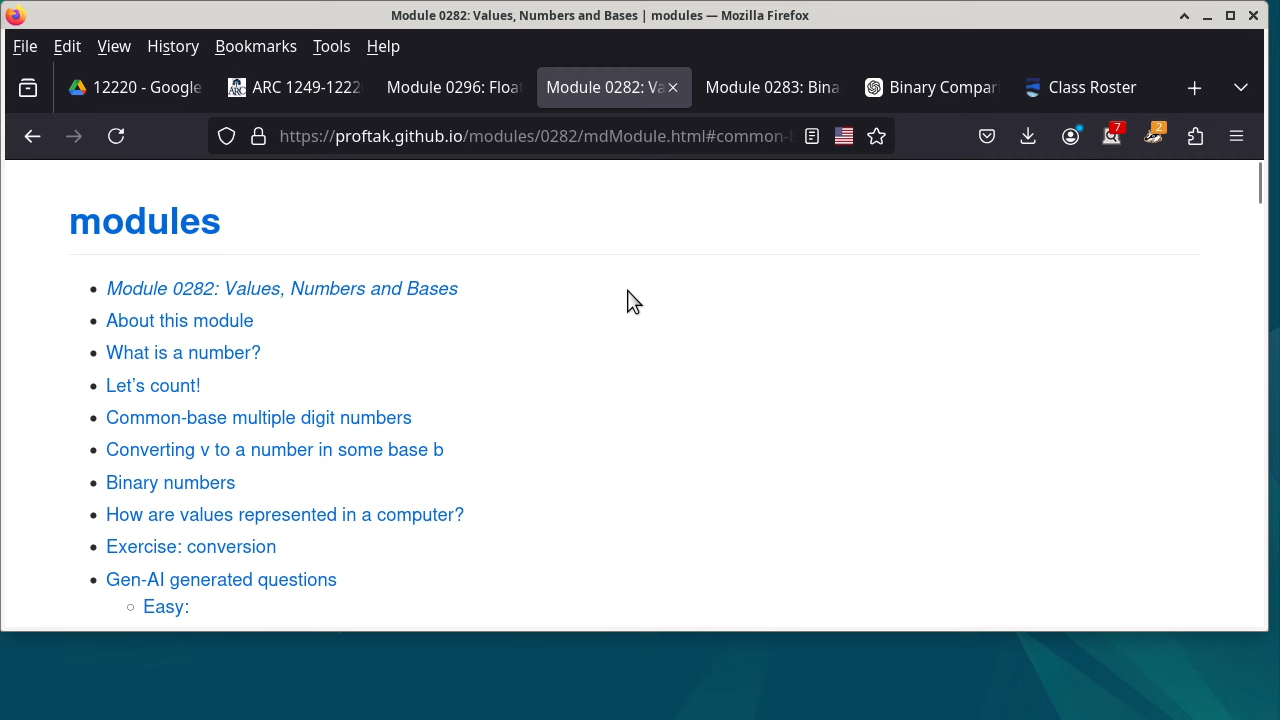 Module 0282: Values, Numbers and Bases | modules — Mozilla Firefox
File Edit View History Bookmarks Tools Help
12220 - Google ARC 1249-1222 Module 0296: Float Module 0282: Va Module 0283: Bina Binary Compar Class Roster
https://proftak.github.io/modules/0282/mdModule.html#common- 7 2
modules
Module 0282: Values, Numbers and Bases
About this module
What is a number?
Let’s count!
Common-base multiple digit numbers
Converting v to a number in some base b
Binary numbers
How are values represented in a computer?
Exercise: conversion
Gen-AI generated questions
Easy: